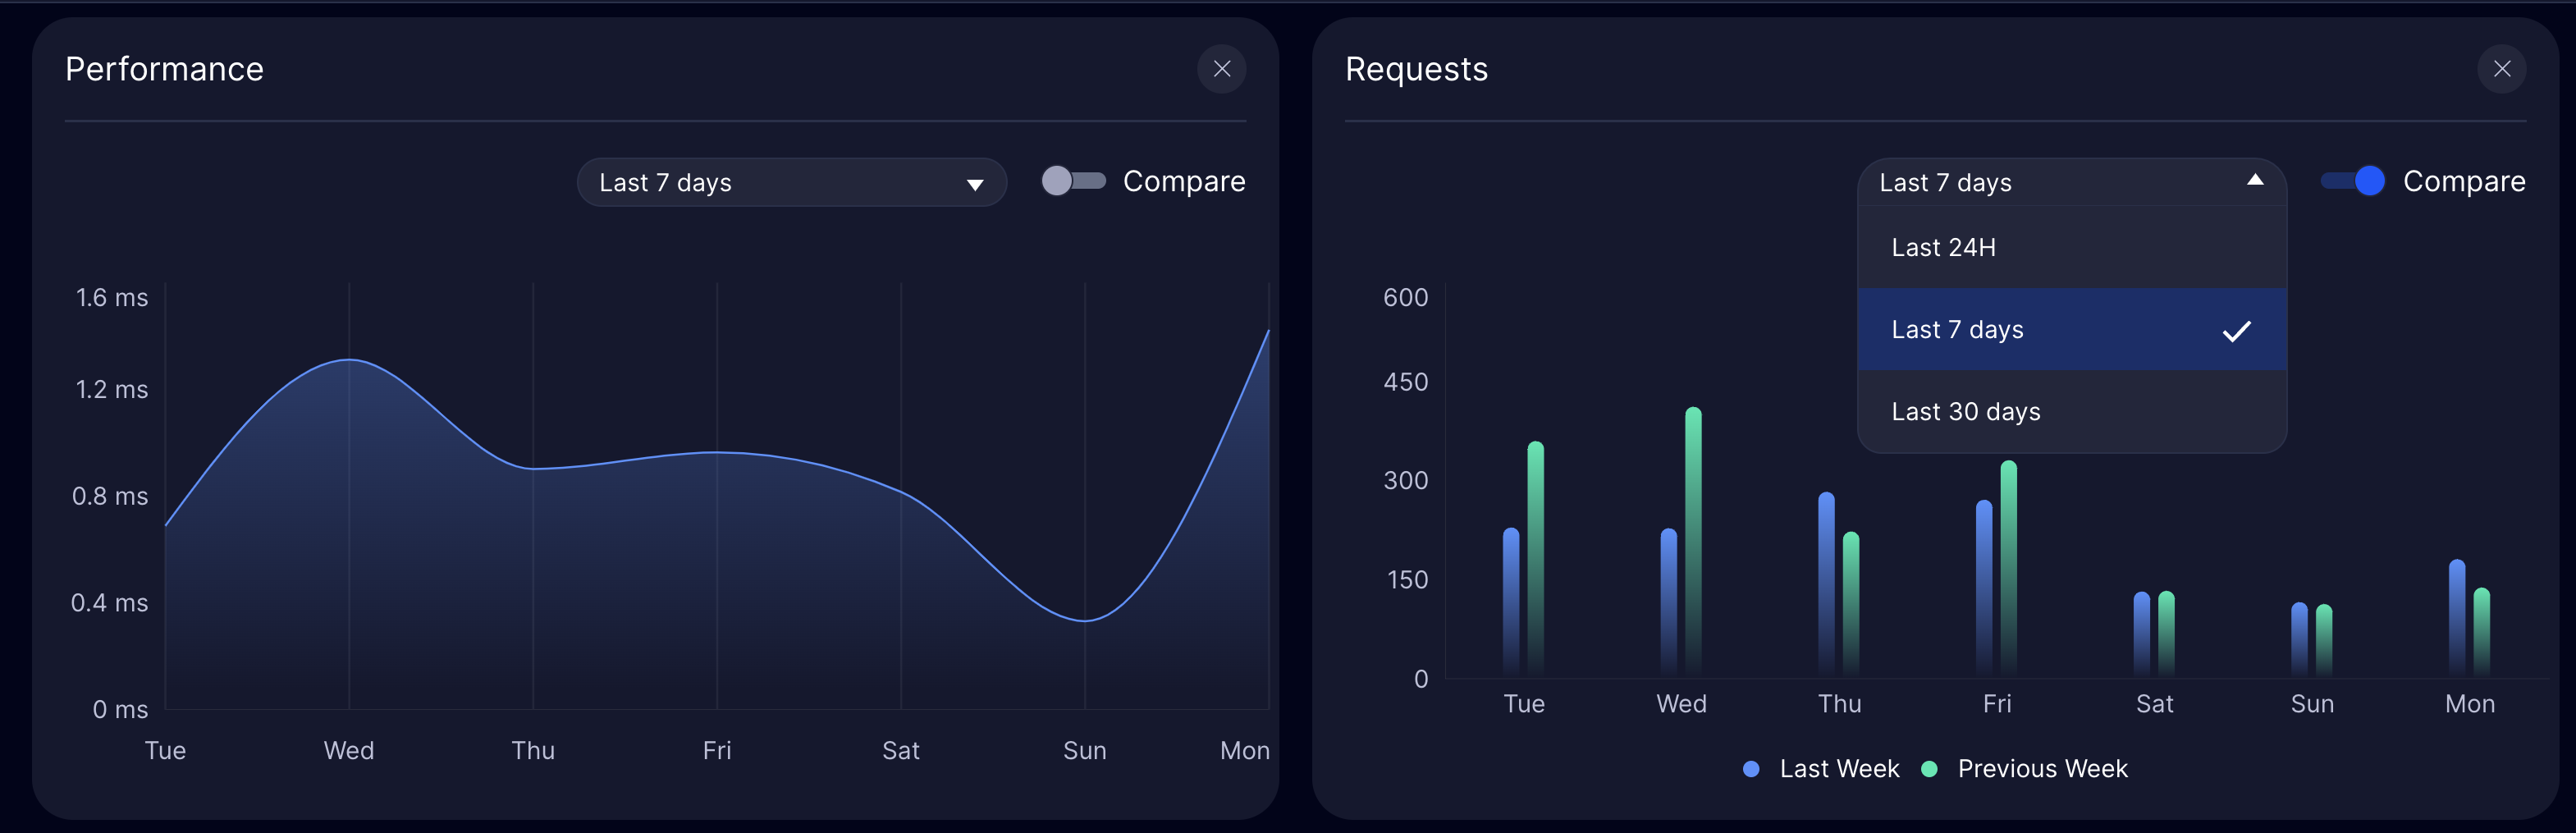 Performance
Last 7 days
Compare
1.6 ms
1.2 ms
0.8 ms
0.4 ms
0 ms
Tue Wed Thu Fri Sat Sun Mon
Requests
Last 7 days
Compare
Last 24H
Last 7 days
Last 30 days
600
450
300
150
0
Tue Wed Thu Fri Sat Sun Mon
Last Week Previous Week